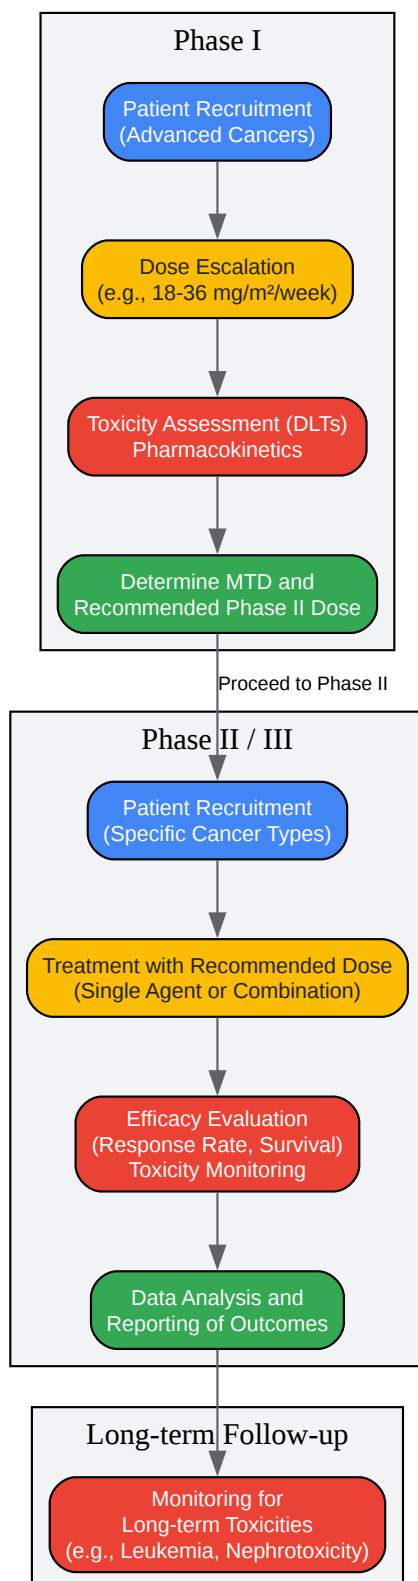 Phase I
Patient Recruitment
(Advanced Cancers)
Dose Escalation
(e.g., 18-36 mg/m²/week)
Toxicity Assessment (DLTs)
Pharmacokinetics
Determine MTD and
Recommended Phase II Dose
Proceed to Phase II
Phase II / III
Patient Recruitment
(Specific Cancer Types)
Treatment with Recommended Dose
(Single Agent or Combination)
Efficacy Evaluation
(Response Rate, Survival)
Toxicity Monitoring
Data Analysis and
Reporting of Outcomes
Long-term Follow-up
Monitoring for
Long-term Toxicities
(e.g., Leukemia, Nephrotoxicity)